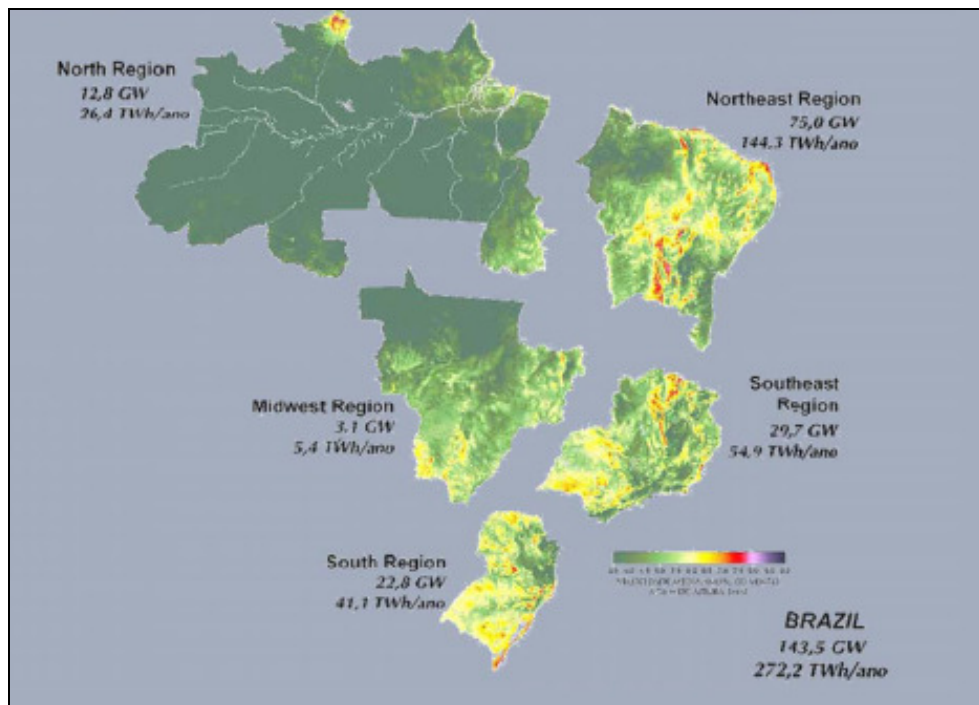 North Region
12,8 GW
26,4 TWh/ano
Northeast Region
75,0 GW
144,3 TWh/ano
Midwest Region
3,1 GW
5,4 TWh/ano
Southeast
Region
29,7 GW
54,9 TWh/ano
South Region
22,8 GW
41,1 TWh/ano
BRAZIL
143,5 GW
272,2 TWh/ano